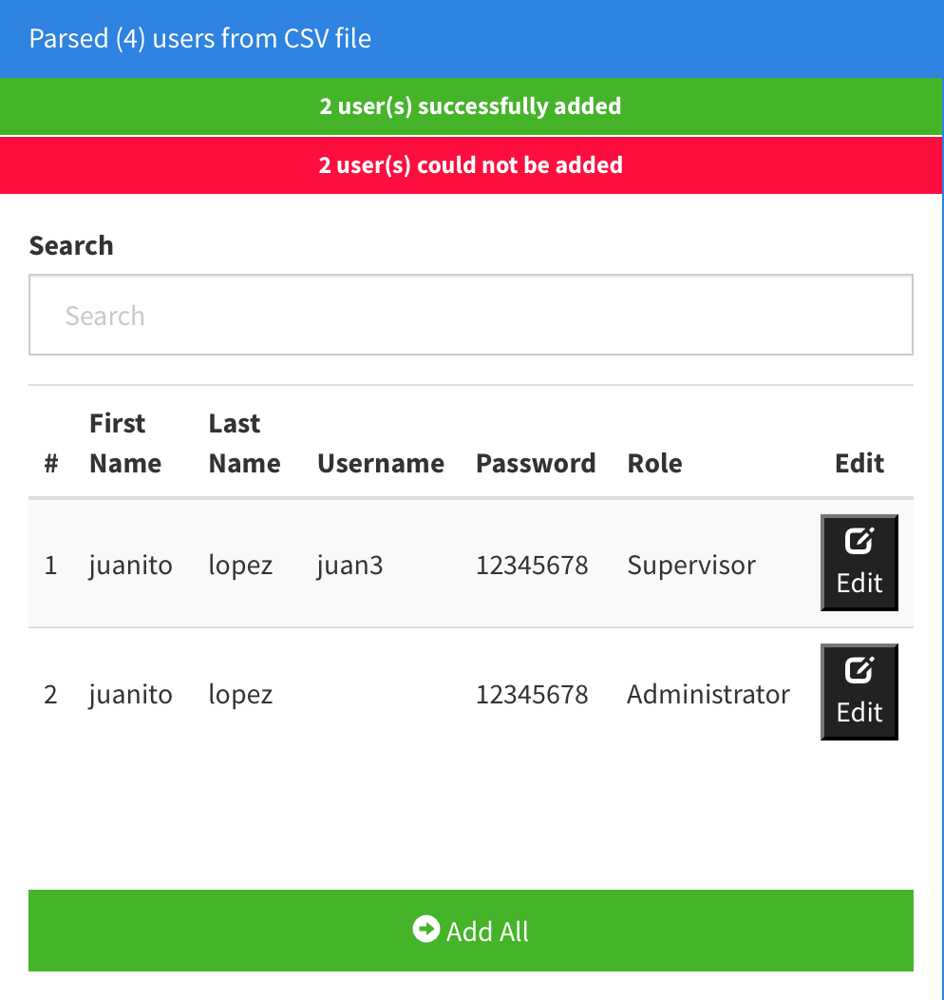 Parsed (4) users from CSV file
2 user(s) successfully added
2 user(s) could not be added
Search
Search
# First Name Last Name Username Password Role Edit
1 juanito lopez juan3 12345678 Supervisor Edit
2 juanito lopez 12345678 Administrator Edit
Add All